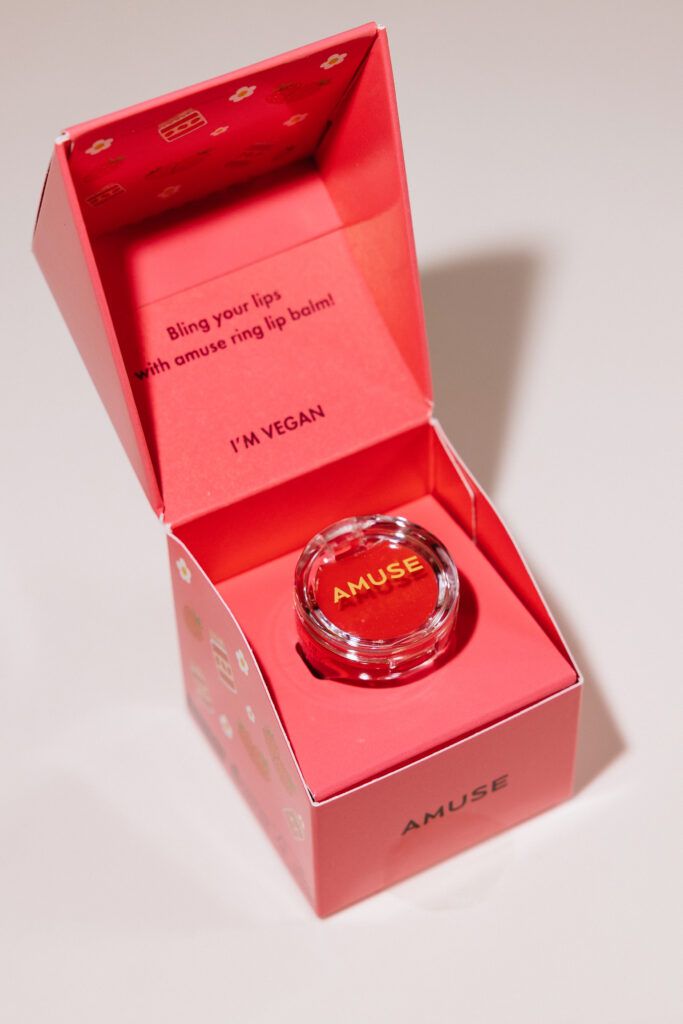 Bling your lips
with amuse ring lip balm!
I'M VEGAN
AMUSE
AMUSE